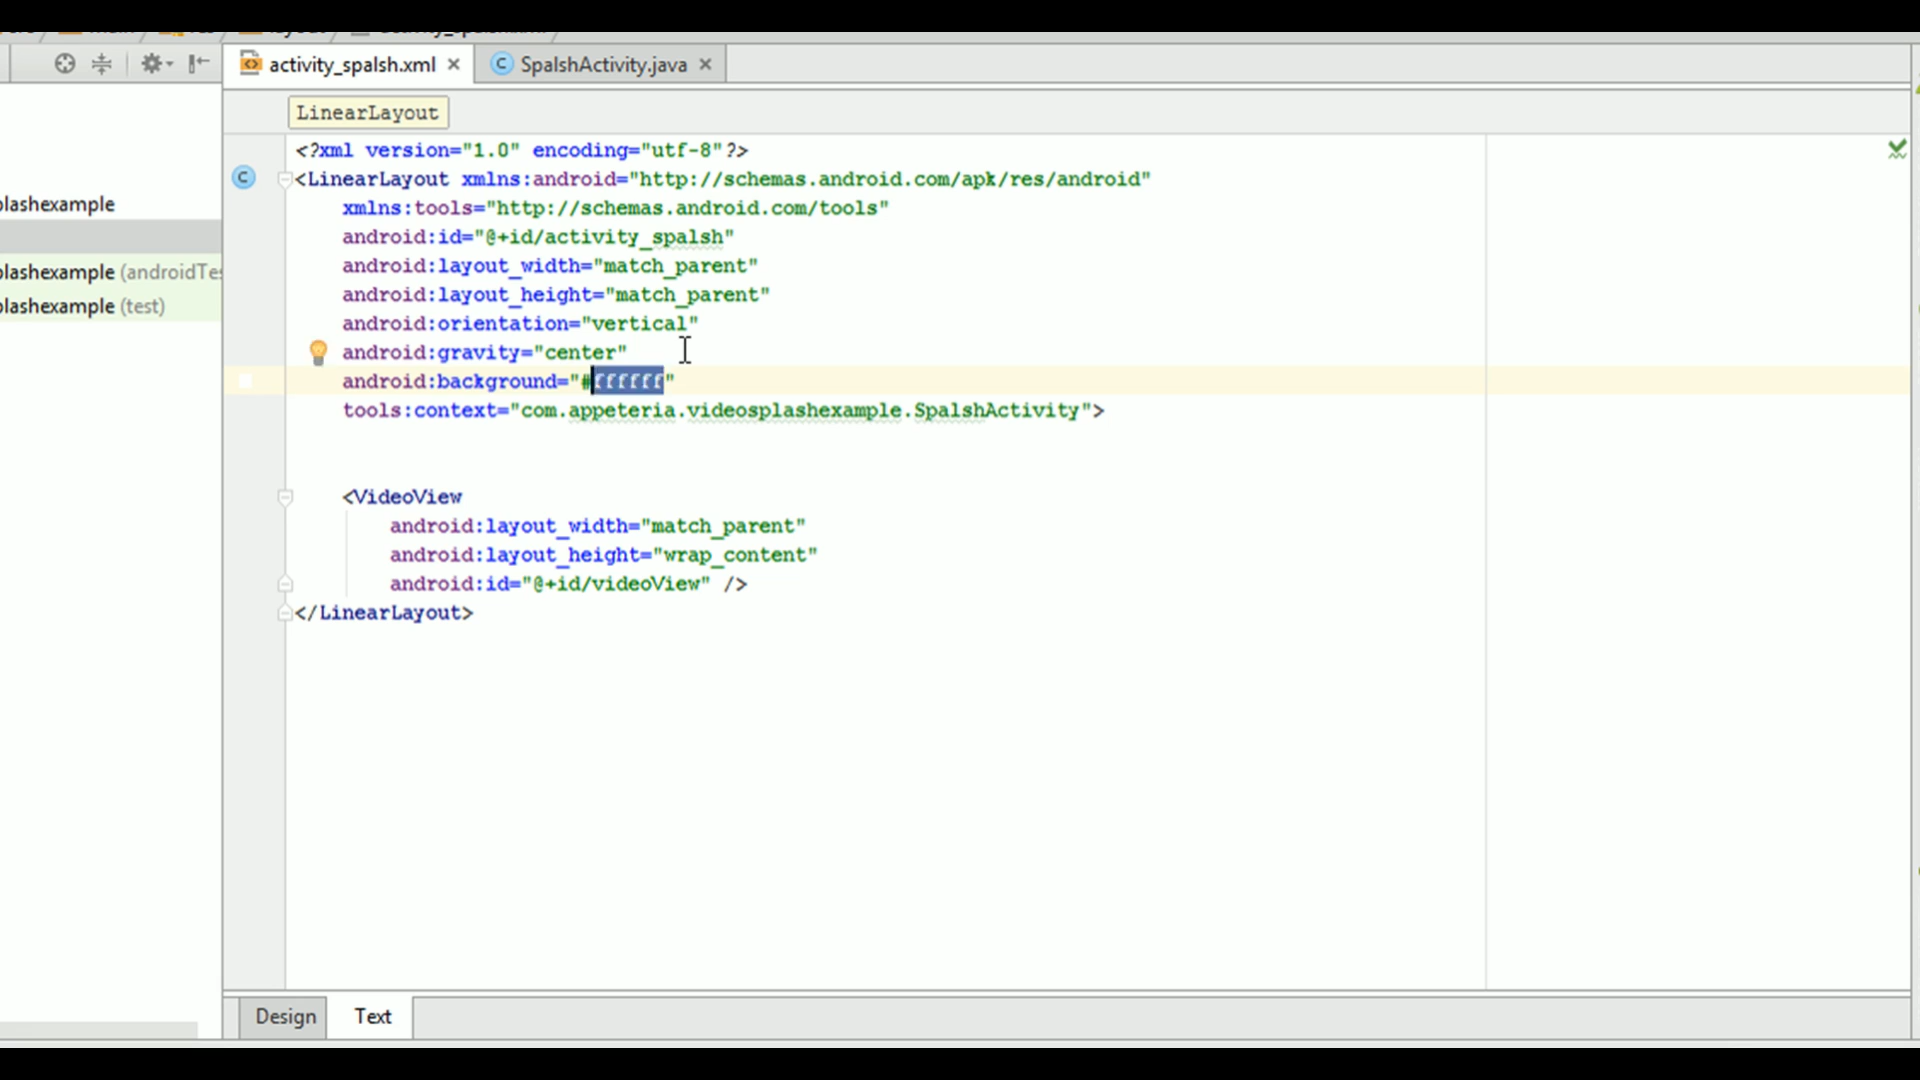 activity_spalsh.xml
SpalshActivity.java
LinearLayout
<?xml version="1.0" encoding="utf-8"?>
<LinearLayout xmlns:android="http://schemas.android.com/apk/res/android"
xmlns:tools="http://schemas.android.com/tools"
android:id="@+id/activity_spalsh"
android:layout_width="match_parent"
android:layout_height="match_parent"
android:orientation="vertical"
android:gravity="center"
android:background="#ffffff"
tools:context="com.appeteria.videosplashexample.SpalshActivity">
<VideoView
android:layout_width="match_parent"
android:layout_height="wrap_content"
android:id="@+id/videoView" />
</LinearLayout>
lashexample
lashexample (androidTes
lashexample (test)
Design
Text